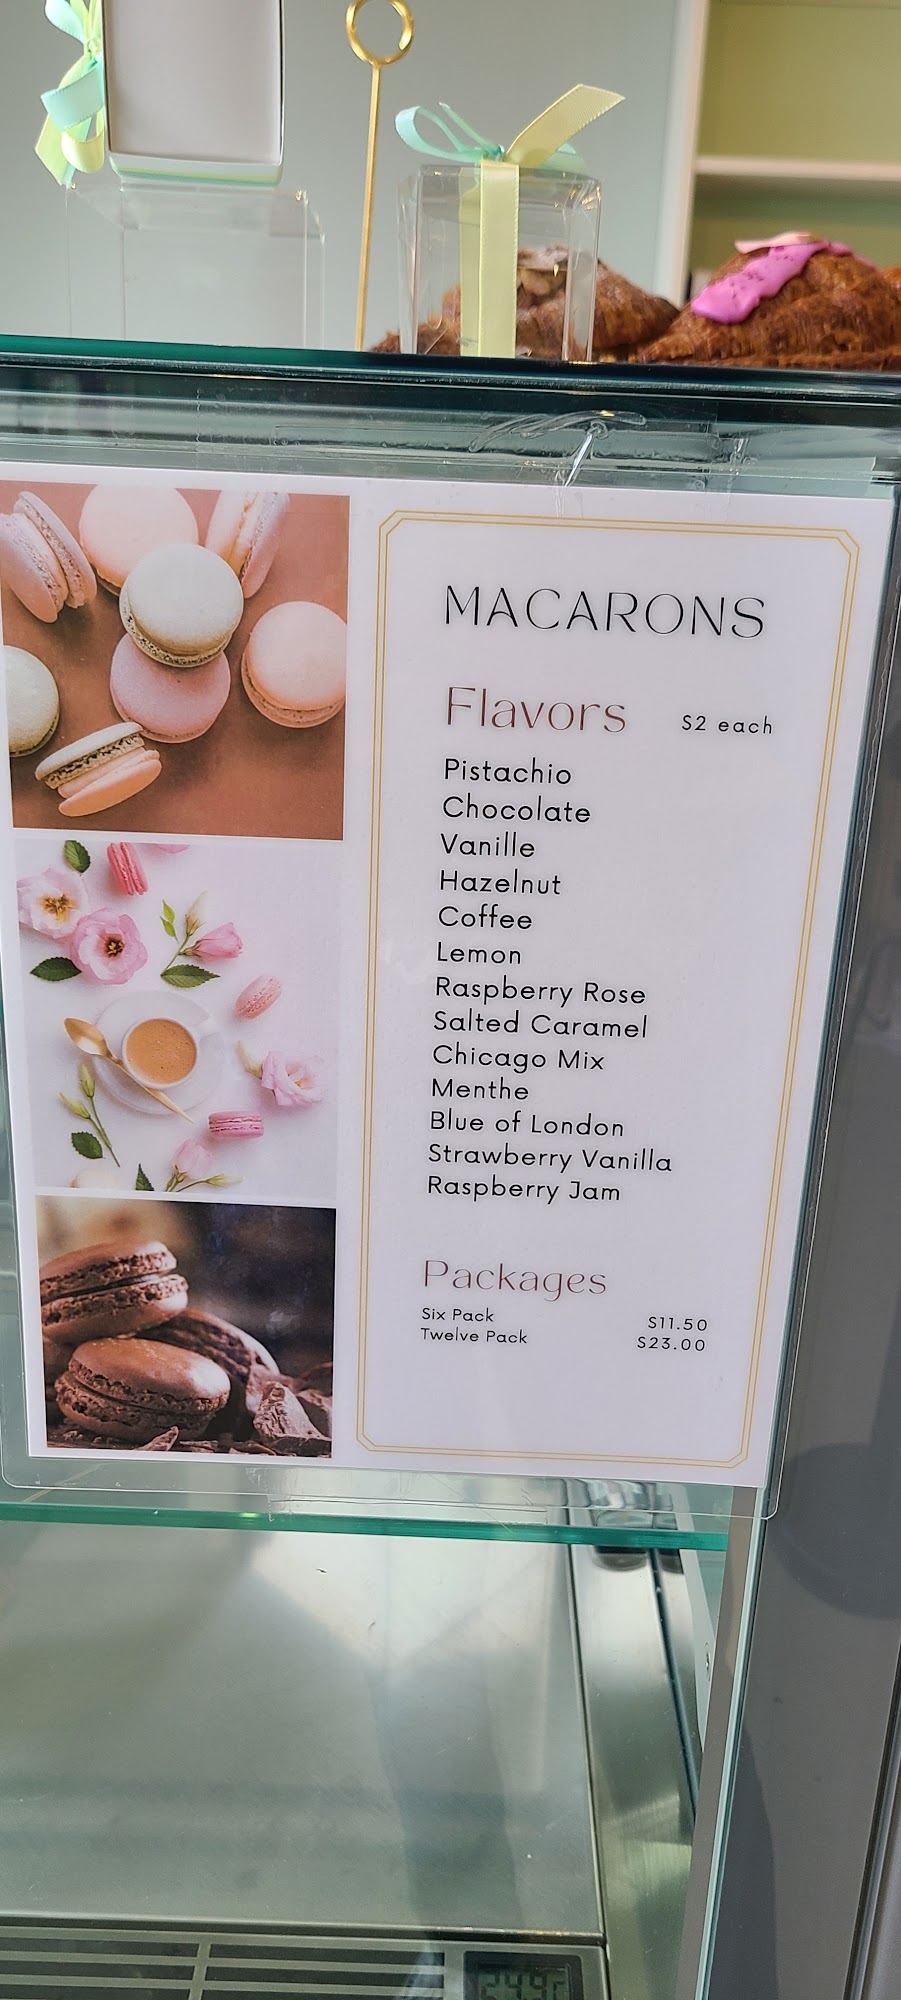 MACARONS
Flavors $2 each
Pistachio
Chocolate
Vanille
Hazelnut
Coffee
Lemon
Raspberry Rose
Salted Caramel
Chicago Mix
Menthe
Blue of London
Strawberry Vanilla
Raspberry Jam
Packages
Six Pack $11.50
Twelve Pack $23.00